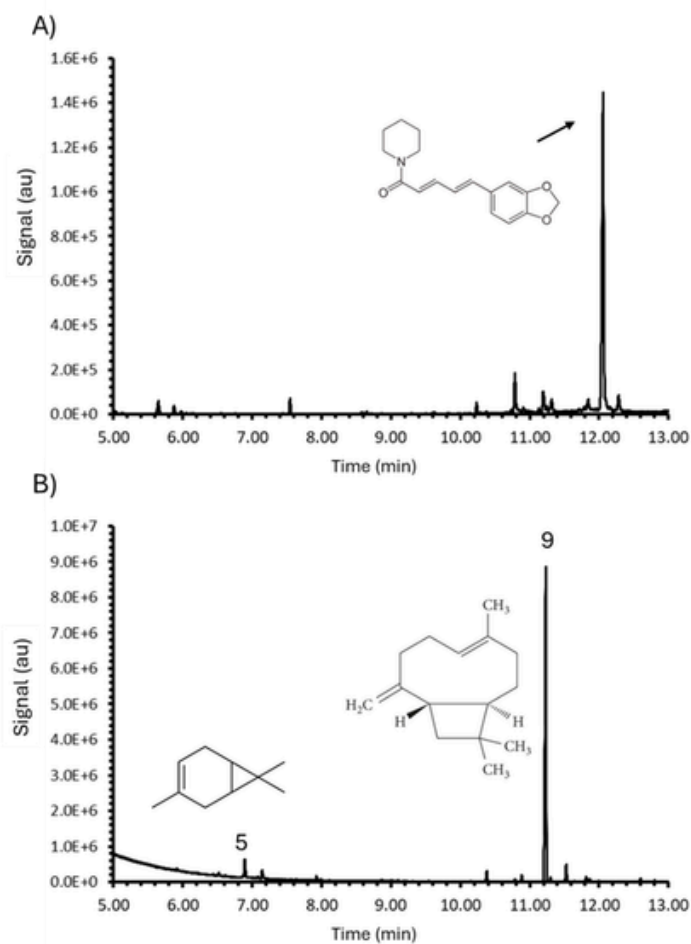 A)
1.6E+6
1.4E+6
1.2E+6
1.0E+6
8.0E+5
6.0E+5
4.0E+5
2.0E+5
0.0E+0
Signal (au)
N
O
O
O
5.00 6.00 7.00 8.00 9.00 10.00 11.00 12.00 13.00
Time (min)
B)
1.0E+7
9.0E+6
8.0E+6
7.0E+6
6.0E+6
5.0E+6
4.0E+6
3.0E+6
2.0E+6
1.0E+6
0.0E+0
Signal (au)
9
CH₃
H₂C
H
H
CH₃
CH₃
5
5.00 6.00 7.00 8.00 9.00 10.00 11.00 12.00 13.00
Time (min)